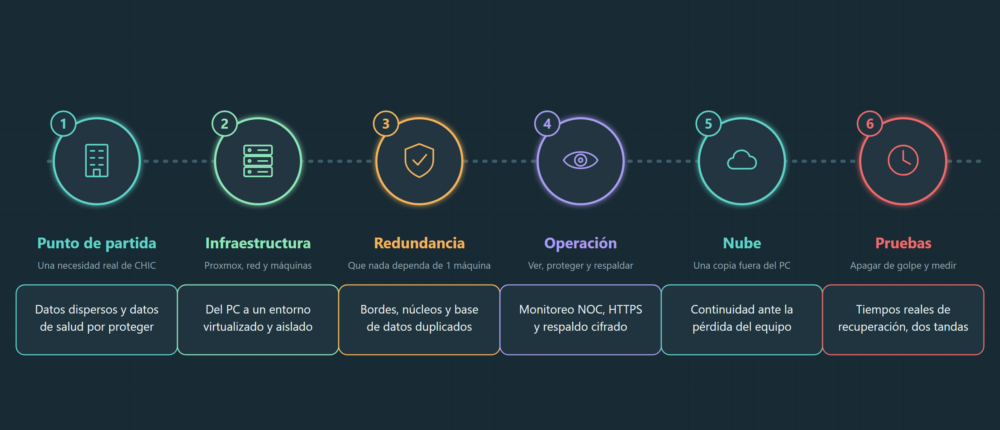 1
Punto de partida
Una necesidad real de CHIC
Datos dispersos y datos
de salud por proteger
2
Infraestructura
Proxmox, red y máquinas
Del PC a un entorno
virtualizado y aislado
3
Redundancia
Que nada dependa de 1 máquina
Bordes, núcleos y base
de datos duplicados
4
Operación
Ver, proteger y respaldar
Monitoreo NOC, HTTPS
y respaldo cifrado
5
Nube
Una copia fuera del PC
Continuidad ante la
pérdida del equipo
6
Pruebas
Apagar de golpe y medir
Tiempos reales de
recuperación, dos tandas